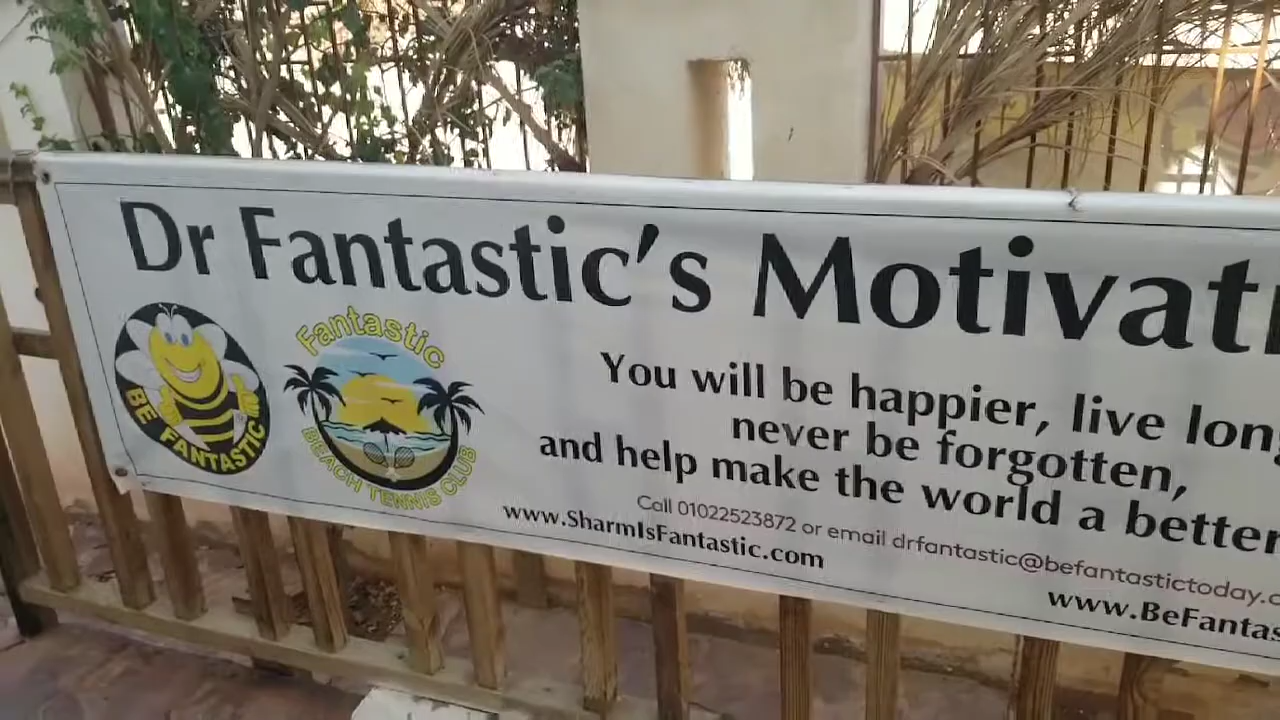 Dr Fantastic's Motivati
BE FANTASTIC
Fantastic
BEACH TENNIS CLUB
You will be happier, live long
never be forgotten,
and help make the world a better
Call 01022523872 or email drfantastic@befantastictoday.c
www.SharmIsFantastic.com
www.BeFantas